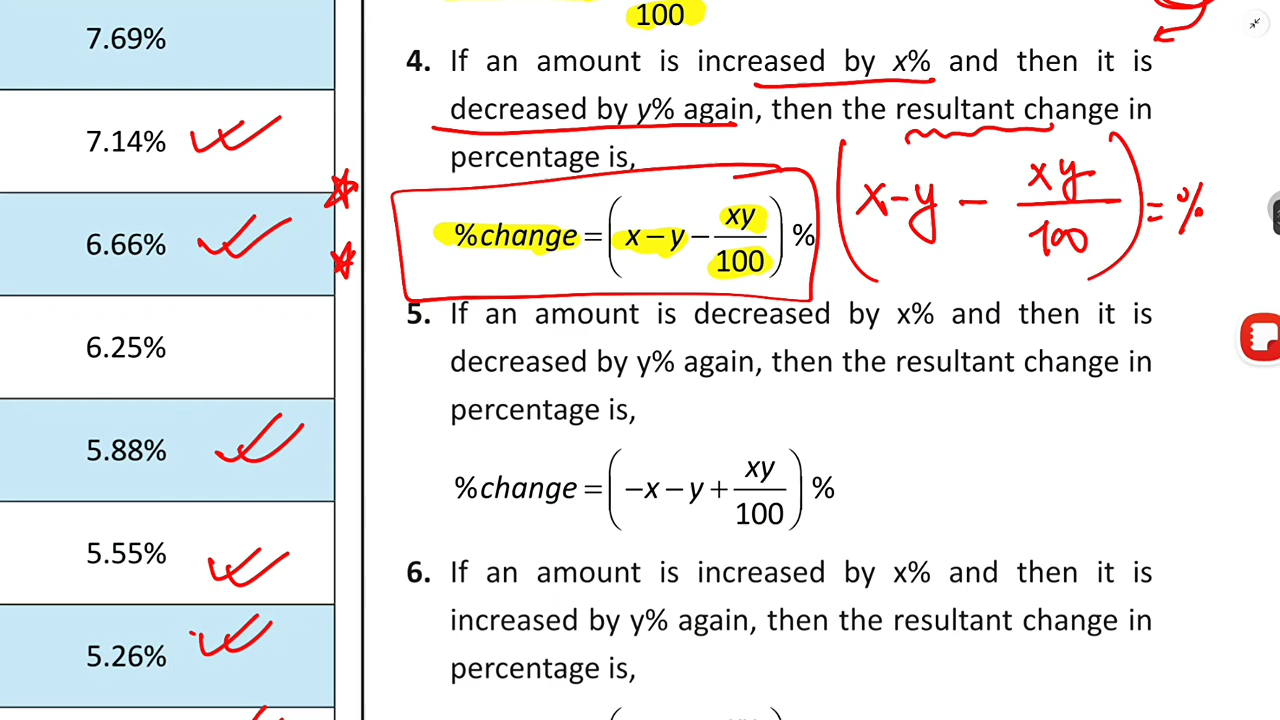 7.69%
7.14%
6.66%
6.25%
5.88%
5.55%
5.26%
100
4. If an amount is increased by x% and then it is
decreased by y% again, then the resultant change in
percentage is,
%change = (x − y − xy/100) %
(x - y - xy/100) = %
5. If an amount is decreased by x% and then it is
decreased by y% again, then the resultant change in
percentage is,
%change = (−x − y + xy/100) %
6. If an amount is increased by x% and then it is
increased by y% again, then the resultant change in
percentage is,